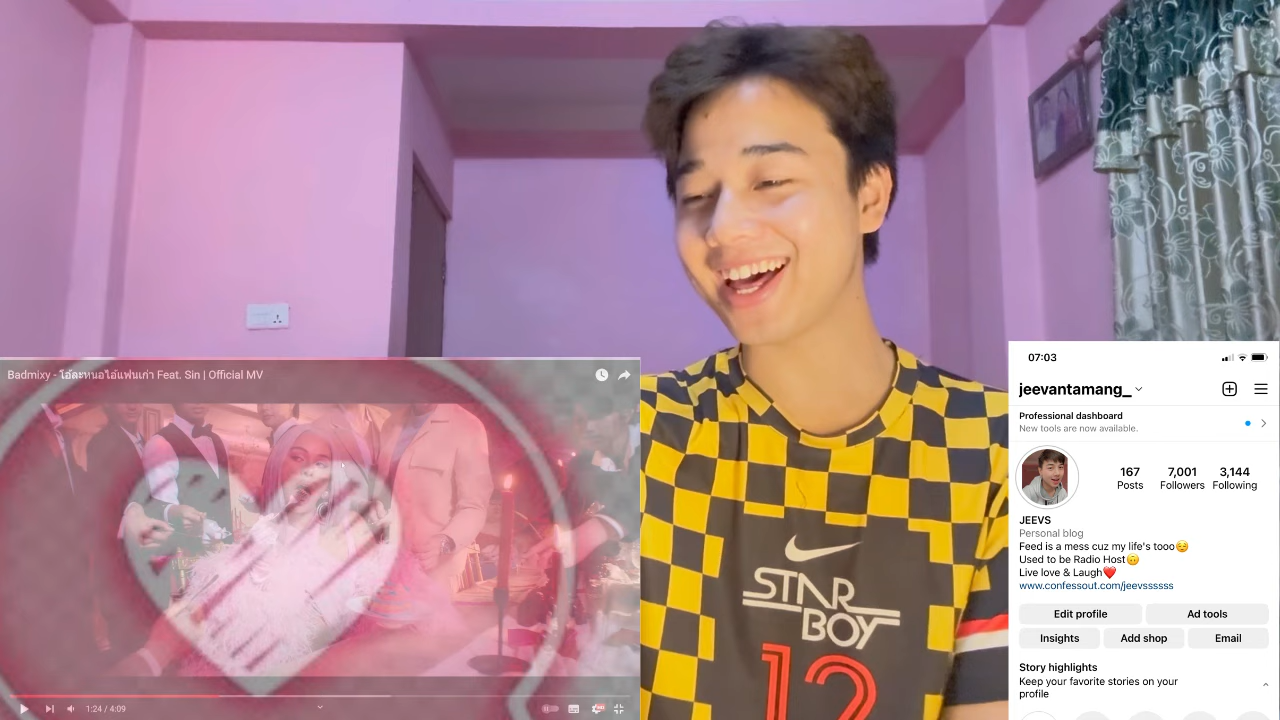 Badmixy - โอ้ละหนอไอ้แฟนเก่า Feat. Sin | Official MV
1:24 / 4:09
STAR
BOY
12
07:03
jeevantamang_
Professional dashboard
New tools are now available.
167 7,001 3,144
Posts Followers Following
JEEVS
Personal blog
Feed is a mess cuz my life's tooo😌
Used to be Radio Host🙃
Live love & Laugh❤️
www.confessout.com/jeevssssss
Edit profile Ad tools
Insights Add shop Email
Story highlights
Keep your favorite stories on your
profile